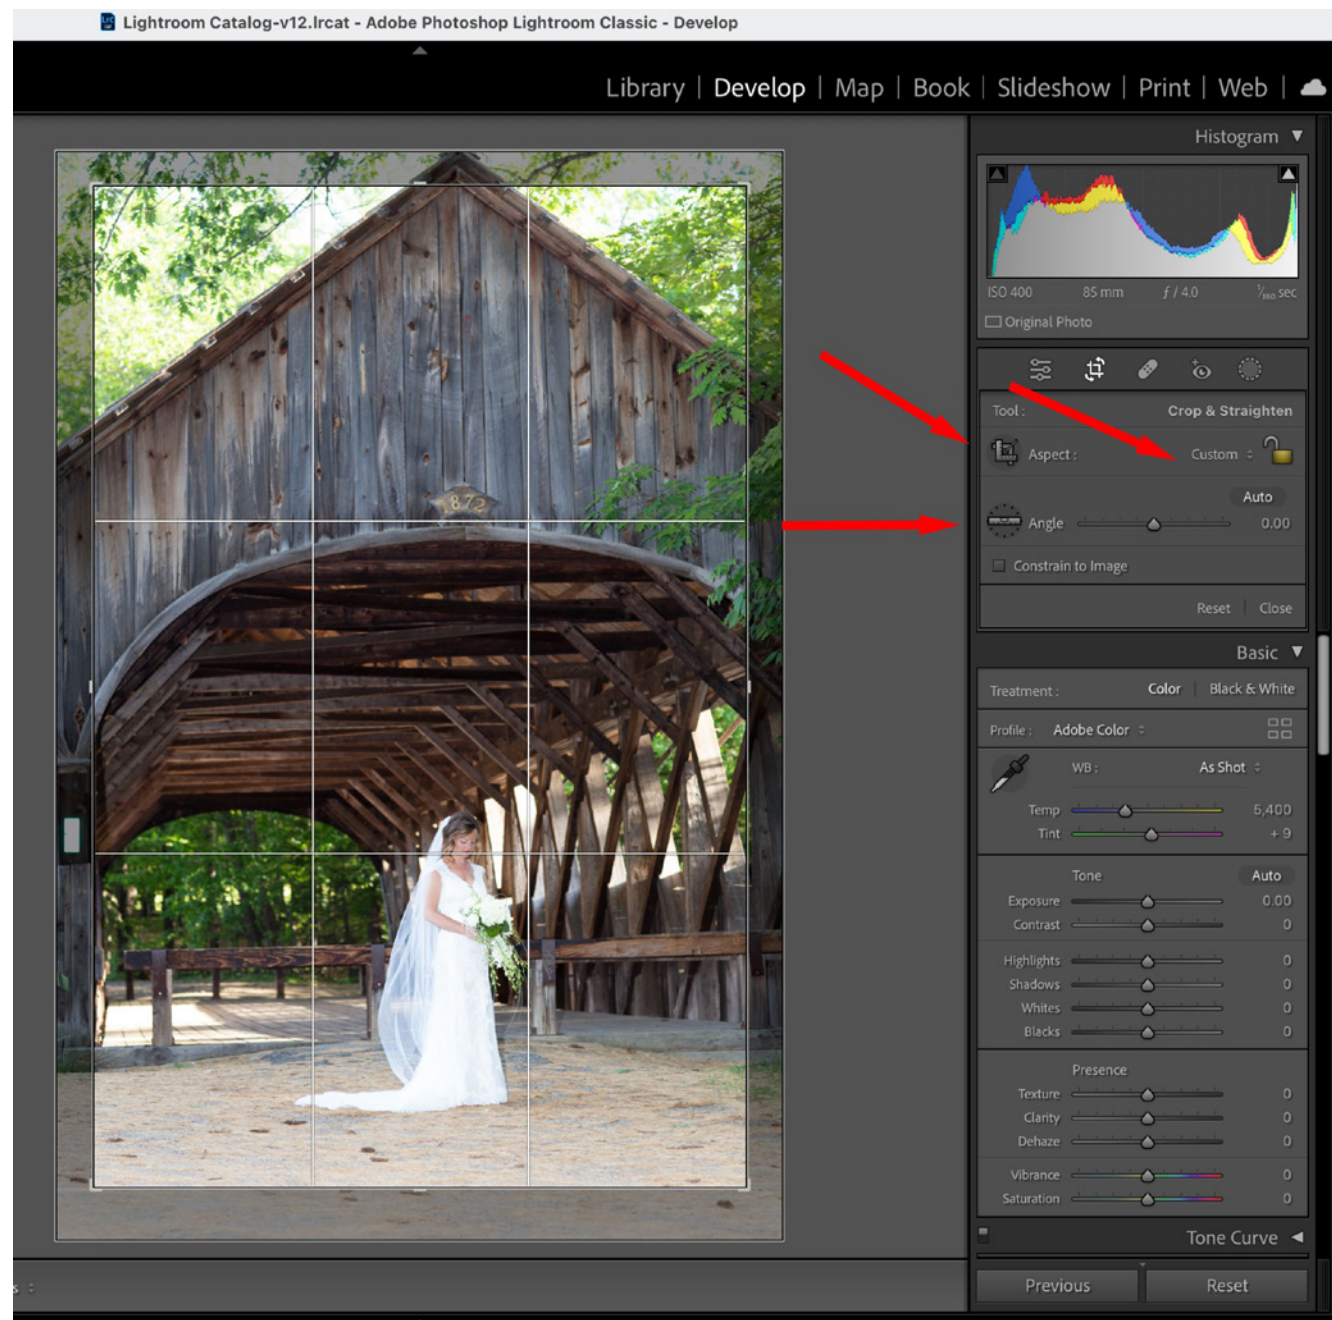 Lightroom Catalog-v12.lrcat - Adobe Photoshop Lightroom Classic - Develop
Library | Develop | Map | Book | Slideshow | Print | Web |
Histogram
ISO 400 85 mm ƒ / 4.0 sec
Original Photo
Tool : Crop & Straighten
Aspect : Custom
Auto
1872
Angle 0.00
Constrain to Image
Reset Close
Basic
Treatment : Color Black & White
Profile : Adobe Color
WB : As Shot
Temp 5,400
Tint + 9
Tone Auto
Exposure 0.00
Contrast 0
Highlights 0
Shadows 0
Whites 0
Blacks 0
Presence
Texture 0
Clarity 0
Dehaze 0
Vibrance 0
Saturation 0
Tone Curve
s
Previous Reset